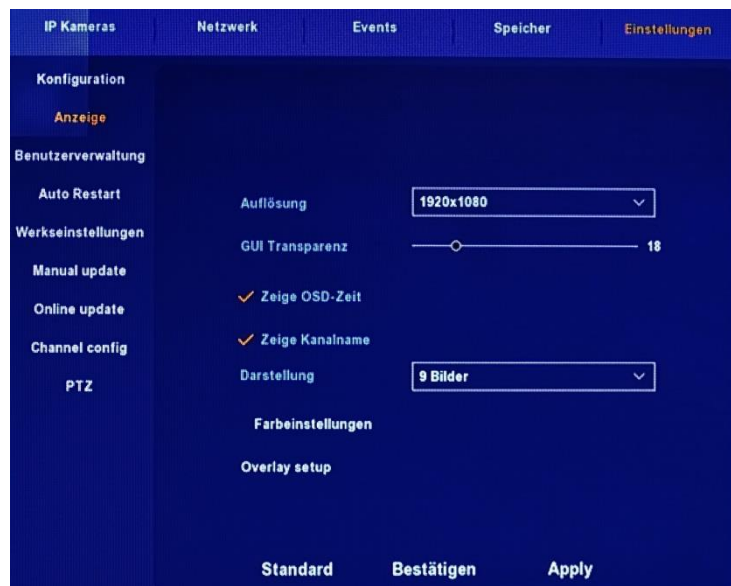 IP Kameras Netzwerk Events Speicher Einstellungen
Konfiguration
Anzeige
Benutzerverwaltung
Auto Restart
Werkseinstellungen
Manual update
Online update
Channel config
PTZ
Auflösung 1920x1080
GUI Transparenz 18
Zeige OSD-Zeit
Zeige Kanalname
Darstellung 9 Bilder
Farbeinstellungen
Overlay setup
Standard Bestätigen Apply